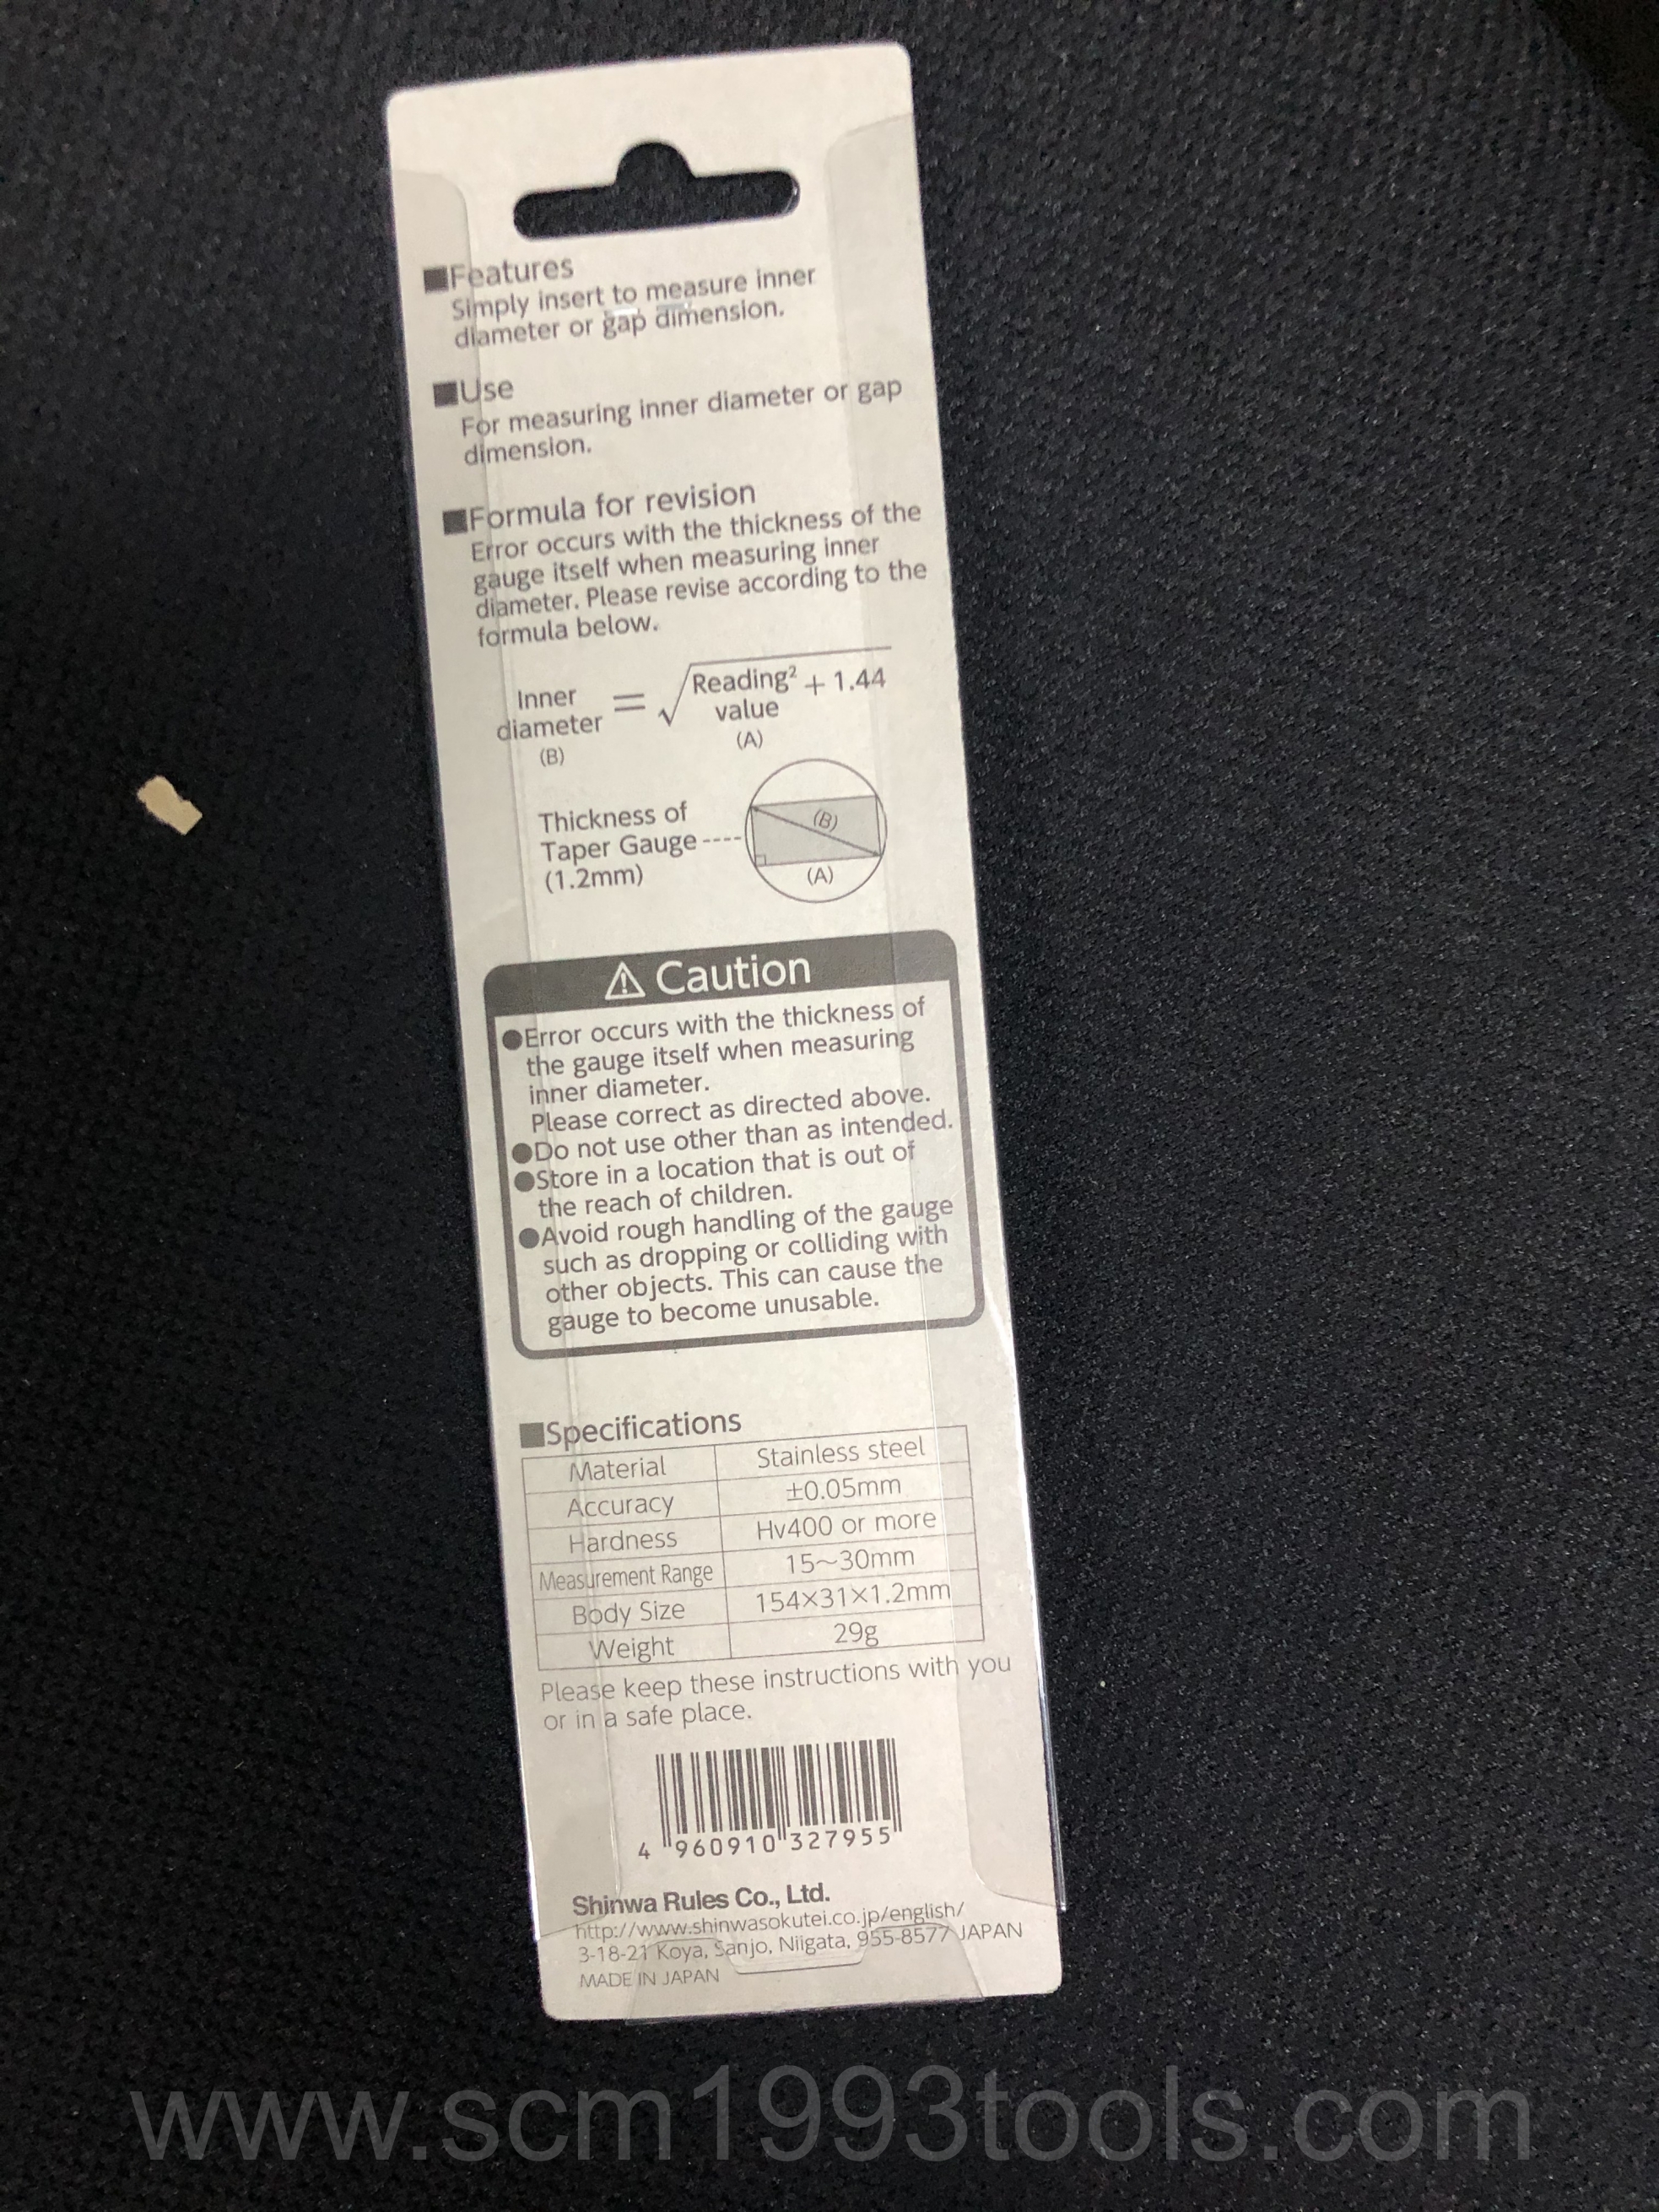 ■Features
Simply insert to measure inner
diameter or gap dimension.
■Use
For measuring inner diameter or gap
dimension.
■Formula for revision
Error occurs with the thickness of the
gauge itself when measuring inner
diameter. Please revise according to the
formula below.
Inner diameter (B) = √ Reading² value (A) + 1.44
Thickness of
Taper Gauge ----
(1.2mm)
(B)
(A)
⚠ Caution
●Error occurs with the thickness of
the gauge itself when measuring
inner diameter.
Please correct as directed above.
●Do not use other than as intended.
●Store in a location that is out of
the reach of children.
●Avoid rough handling of the gauge
such as dropping or colliding with
other objects. This can cause the
gauge to become unusable.
■Specifications
Material Stainless steel
Accuracy ±0.05mm
Hardness Hv400 or more
Measurement Range 15~30mm
Body Size 154×31×1.2mm
Weight 29g
Please keep these instructions with you
or in a safe place.
4 960910 327955
Shinwa Rules Co., Ltd.
http://www.shinwasokutei.co.jp/english/
3-18-21 Koya, Sanjo, Niigata, 955-8577 JAPAN
MADE IN JAPAN
www.scm1993tools.com